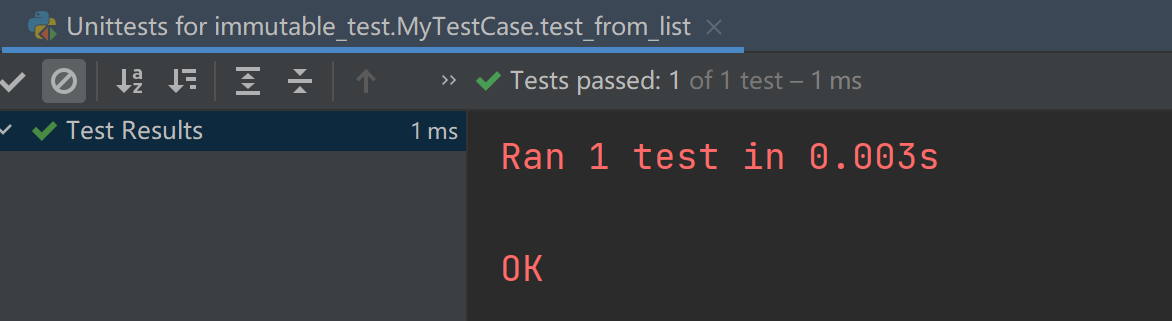 Unittests for immutable_test.MyTestCase.test_from_list ×
» Tests passed: 1 of 1 test – 1 ms
Test Results 1 ms
Ran 1 test in 0.003s
OK